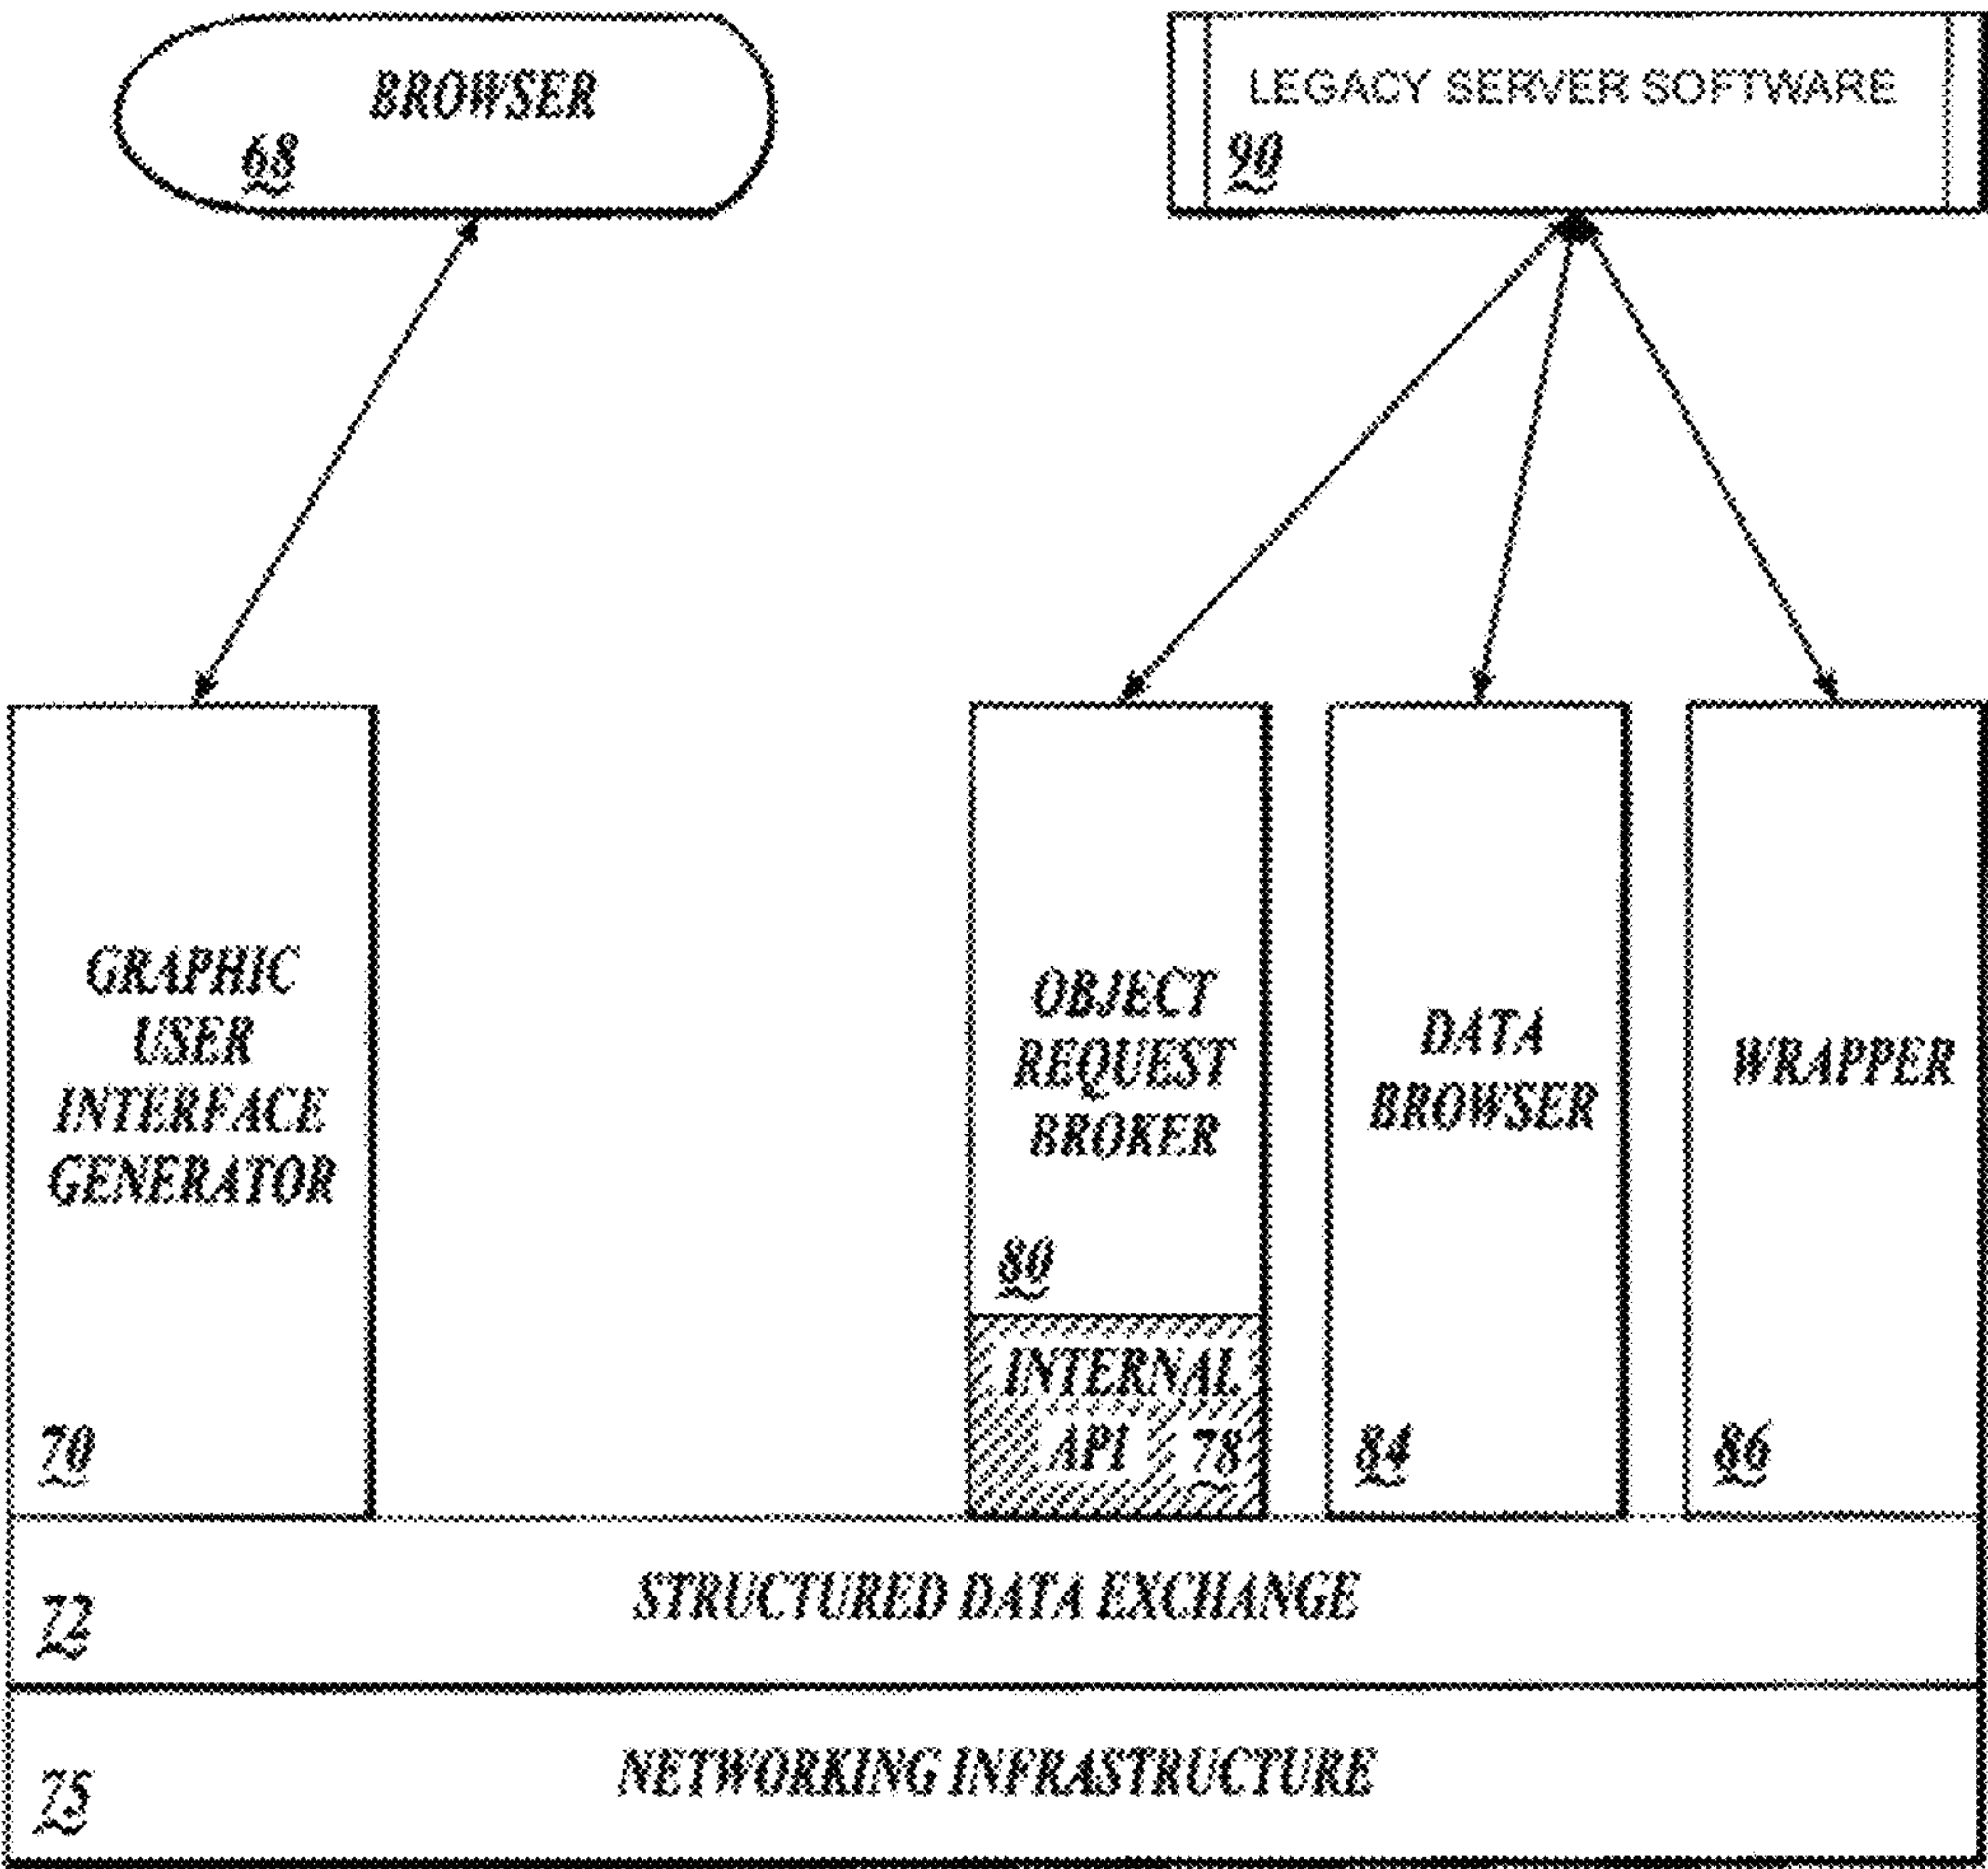 BROWSER
68
LEGACY SERVER SOFTWARE
90
GRAPHIC
USER
INTERFACE
GENERATOR
70
OBJECT
REQUEST
BROKER
80
INTERNAL
API 78
DATA
BROWSER
84
WRAPPER
86
STRUCTURED DATA EXCHANGE
72
NETWORKING INFRASTRUCTURE
75